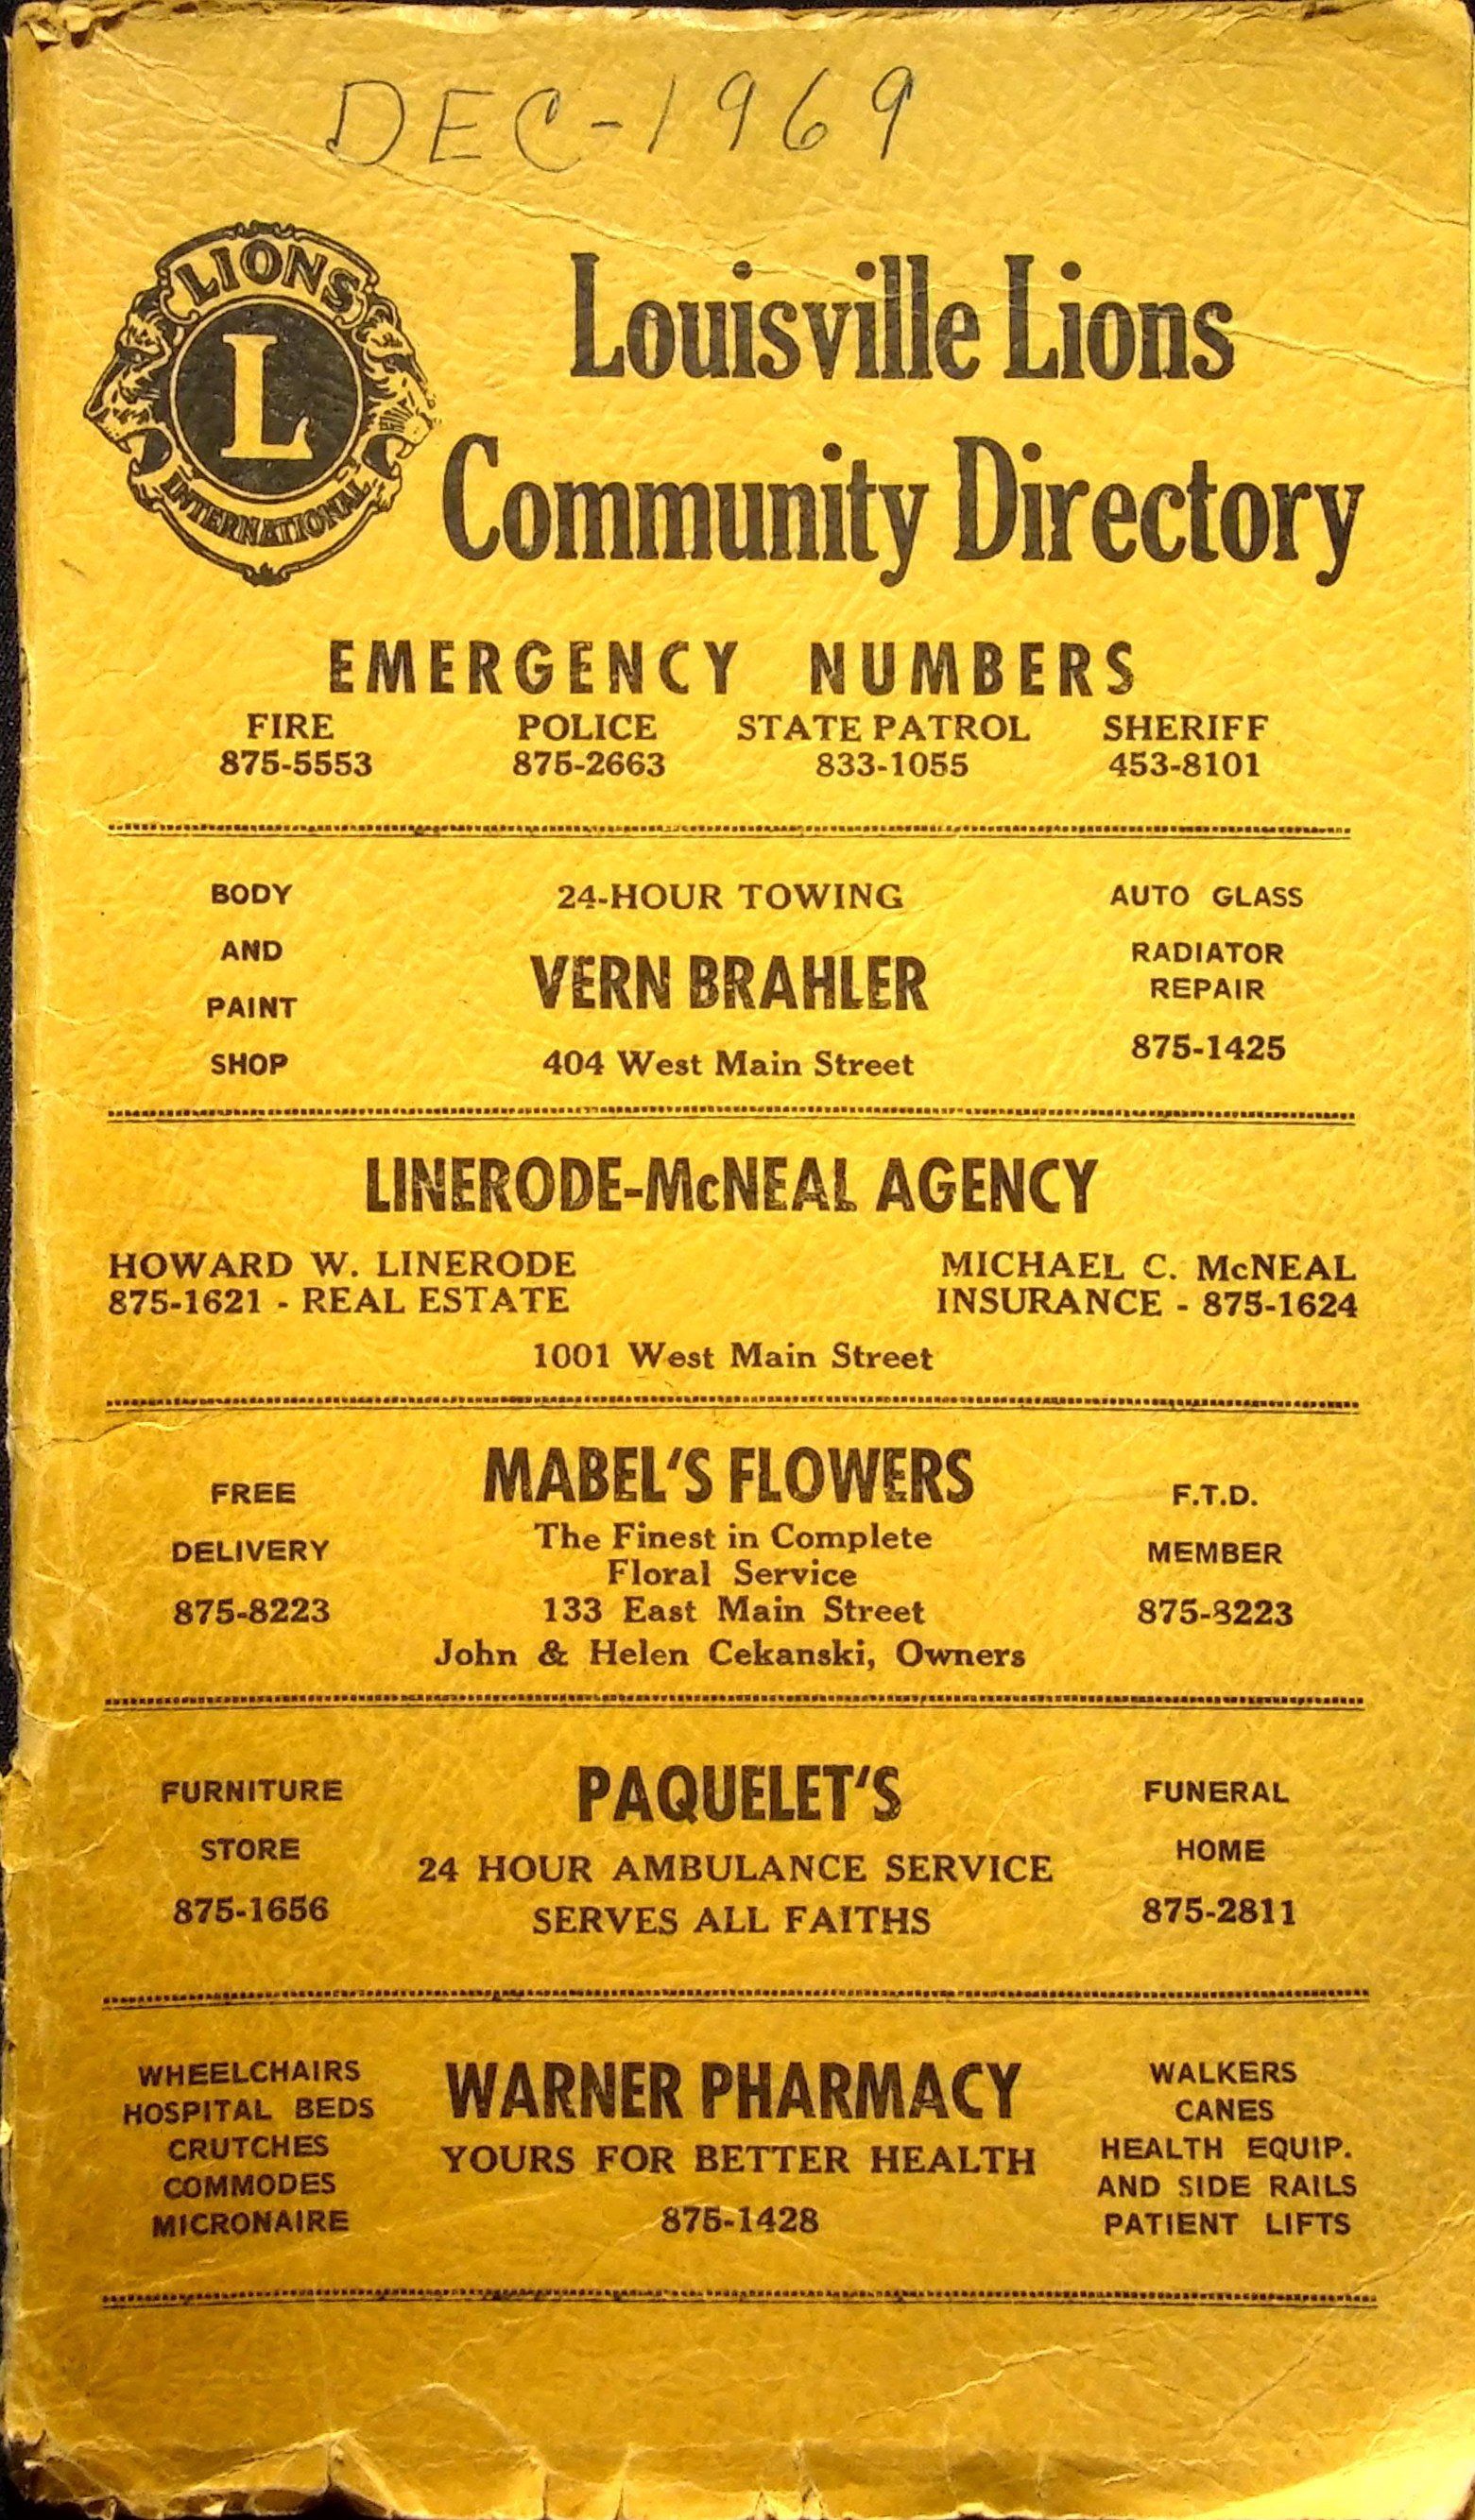 DEC-1969
LIONS
L
INTERNATIONAL
Louisville Lions
Community Directory
EMERGENCY NUMBERS
FIRE POLICE STATE PATROL SHERIFF
875-5553 875-2663 833-1055 453-8101
BODY
AND
PAINT
SHOP
24-HOUR TOWING
VERN BRAHLER
404 West Main Street
AUTO GLASS
RADIATOR
REPAIR
875-1425
LINERODE-McNEAL AGENCY
HOWARD W. LINERODE
875-1621 - REAL ESTATE
MICHAEL C. McNEAL
INSURANCE - 875-1624
1001 West Main Street
FREE
DELIVERY
875-8223
MABEL'S FLOWERS
The Finest in Complete
Floral Service
133 East Main Street
John & Helen Cekanski, Owners
F.T.D.
MEMBER
875-8223
FURNITURE
STORE
875-1656
PAQUELET'S
24 HOUR AMBULANCE SERVICE
SERVES ALL FAITHS
FUNERAL
HOME
875-2811
WHEELCHAIRS
HOSPITAL BEDS
CRUTCHES
COMMODES
MICRONAIRE
WARNER PHARMACY
YOURS FOR BETTER HEALTH
875-1428
WALKERS
CANES
HEALTH EQUIP.
AND SIDE RAILS
PATIENT LIFTS